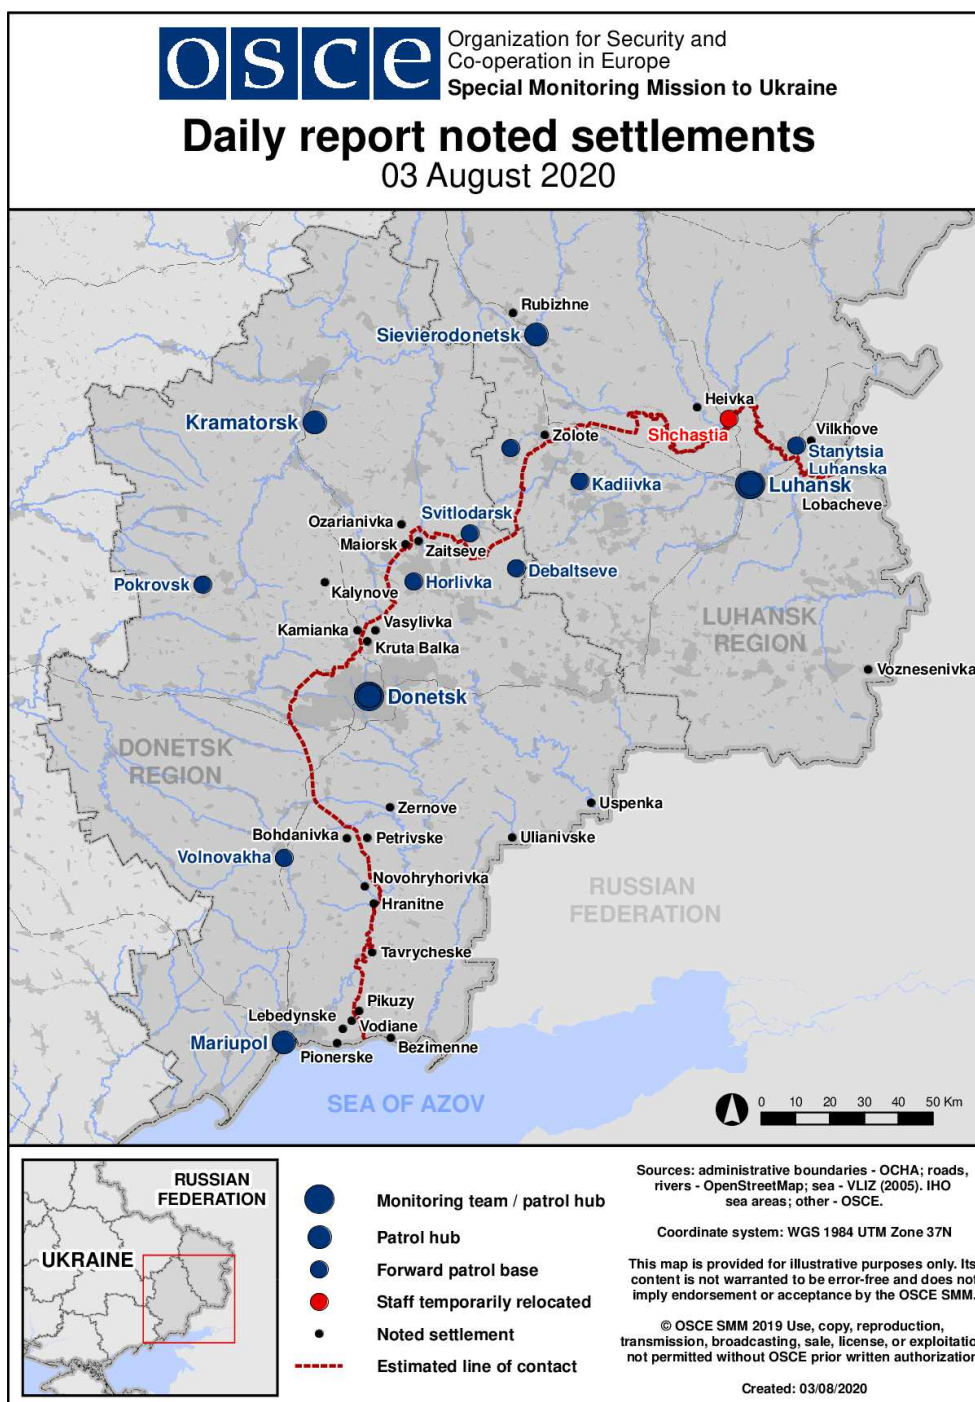 osce
Organization for Security and
Co-operation in Europe
Special Monitoring Mission to Ukraine
Daily report noted settlements
03 August 2020
Rubizhne
Sievierodonetsk
Heivka
Kramatorsk
Zolote
Shchastia
Vilkhove
Stanytsia
Luhanska
Kadiivka
Luhansk
Lobacheve
Svitlodarsk
Ozarianivka
Maiorsk
Zaitseve
Debaltseve
Pokrovsk
Horlivka
Kalynove
LUHANSK
REGION
Kamianka
Vasylivka
Kruta Balka
Voznesenivka
Donetsk
DONETSK
REGION
Zernove
Uspenka
Bohdanivka
Petrivske
Ulianivske
Volnovakha
Novohryhorivka
RUSSIAN
FEDERATION
Hranitne
Tavrycheske
Pikuzy
Lebedynske
Vodiane
Mariupol
Pionerske
Bezimenne
SEA OF AZOV
0 10 20 30 40 50 Km
RUSSIAN
FEDERATION
UKRAINE
Monitoring team / patrol hub
Patrol hub
Forward patrol base
Staff temporarily relocated
Noted settlement
Estimated line of contact
Sources: administrative boundaries - OCHA; roads,
rivers - OpenStreetMap; sea - VLIZ (2005). IHO
sea areas; other - OSCE.
Coordinate system: WGS 1984 UTM Zone 37N
This map is provided for illustrative purposes only. Its
content is not warranted to be error-free and does not
imply endorsement or acceptance by the OSCE SMM.
© OSCE SMM 2019 Use, copy, reproduction,
transmission, broadcasting, sale, license, or exploitatio
not permitted without OSCE prior written authorization
Created: 03/08/2020